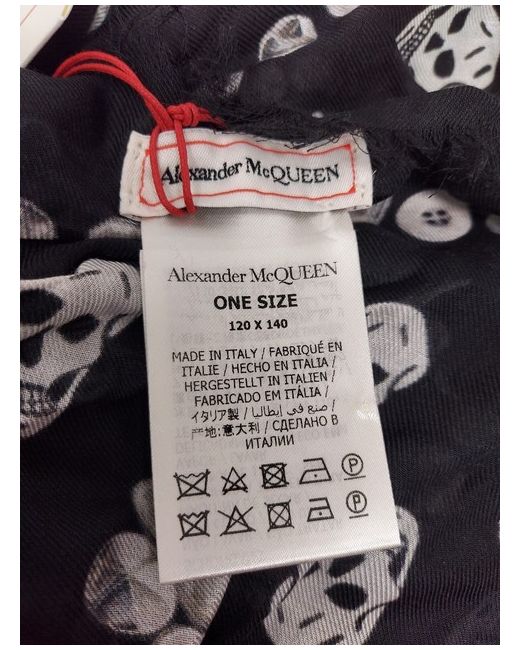 Alexander McQUEEN
Alexander McQUEEN
ONE SIZE
120 X 140
MADE IN ITALY / FABRIQUÉ EN
ITALIE / HECHO EN ITALIA /
HERGESTELLT IN ITALIEN /
FABRICADO EM ITÁLIA /
イタリア製 / صنع في إيطاليا /
产地:意大利 / СДЕЛАНО В
ИТАЛИИ
P
P